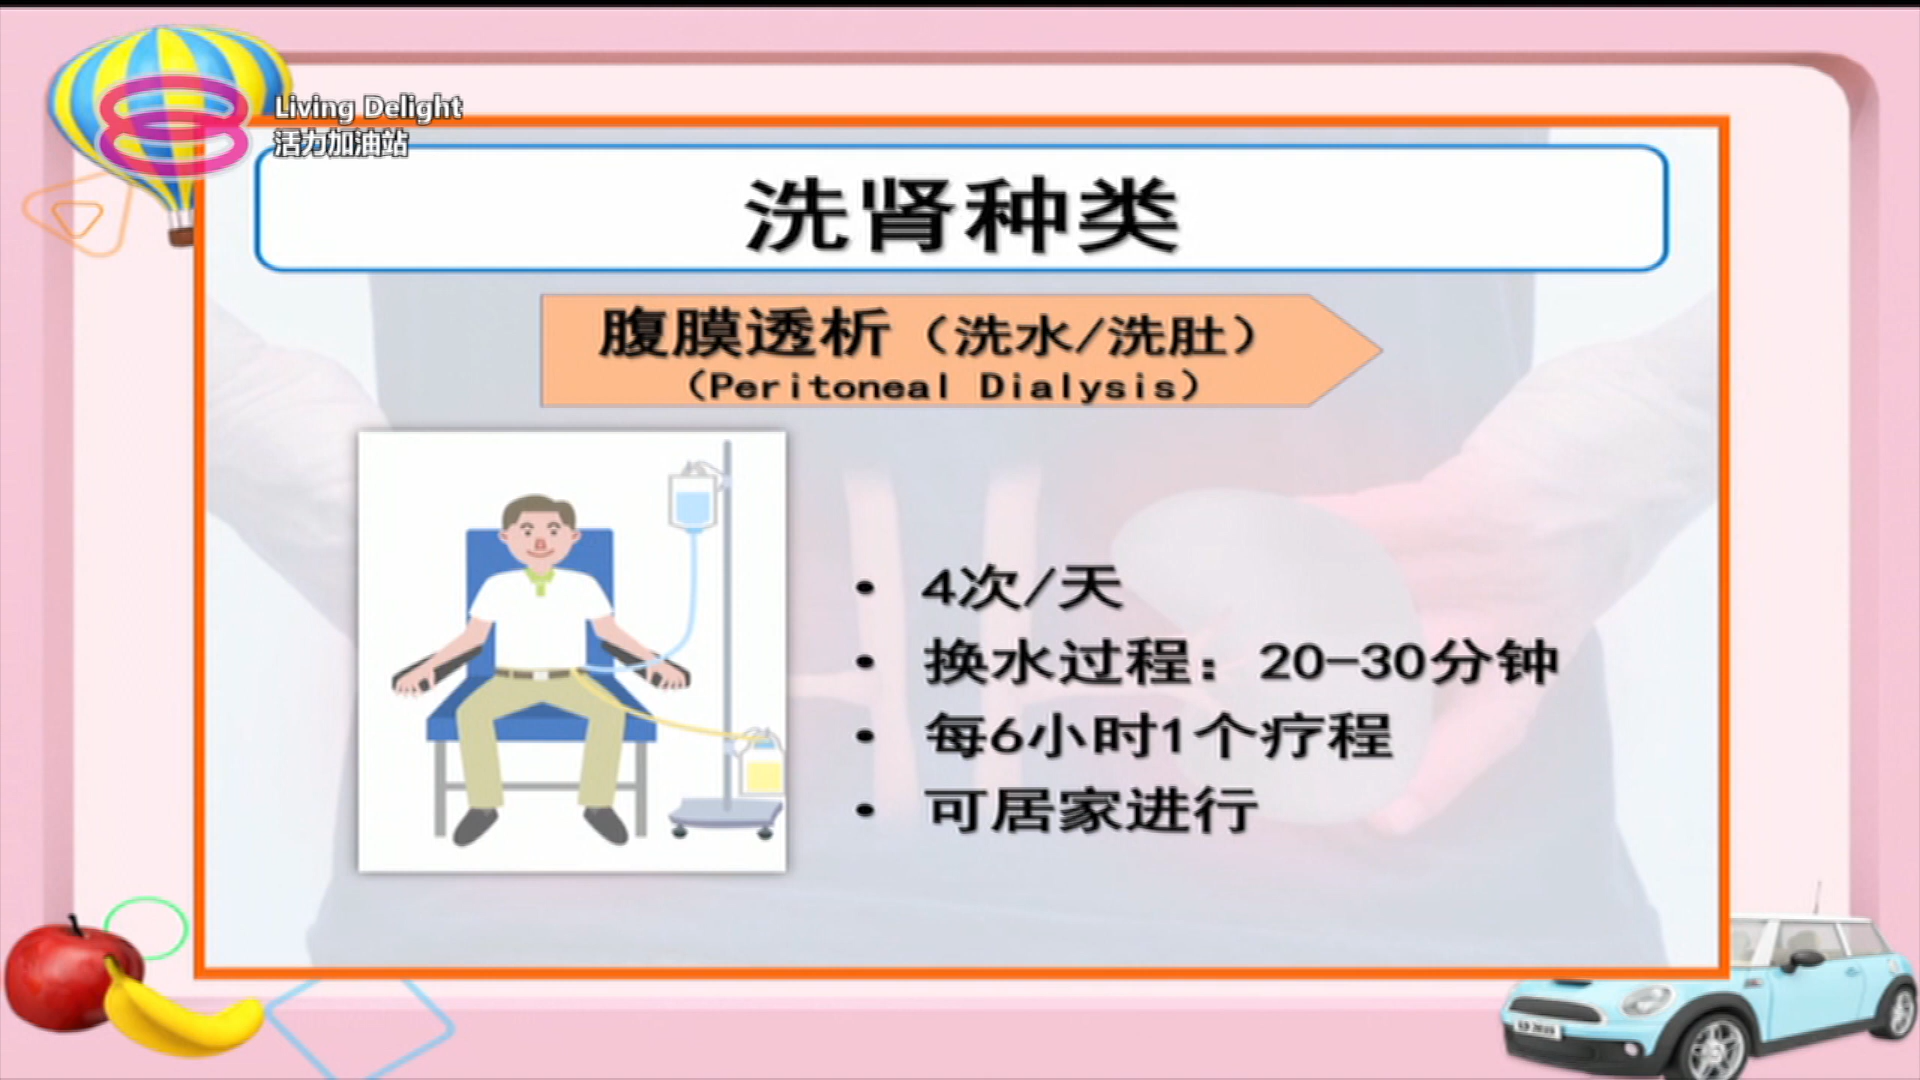 Living Delight
活力加油站
洗肾种类
腹膜透析（洗水/洗肚）
（Peritoneal Dialysis）
• 4次/天
• 换水过程：20-30分钟
• 每6小时1个疗程
• 可居家进行